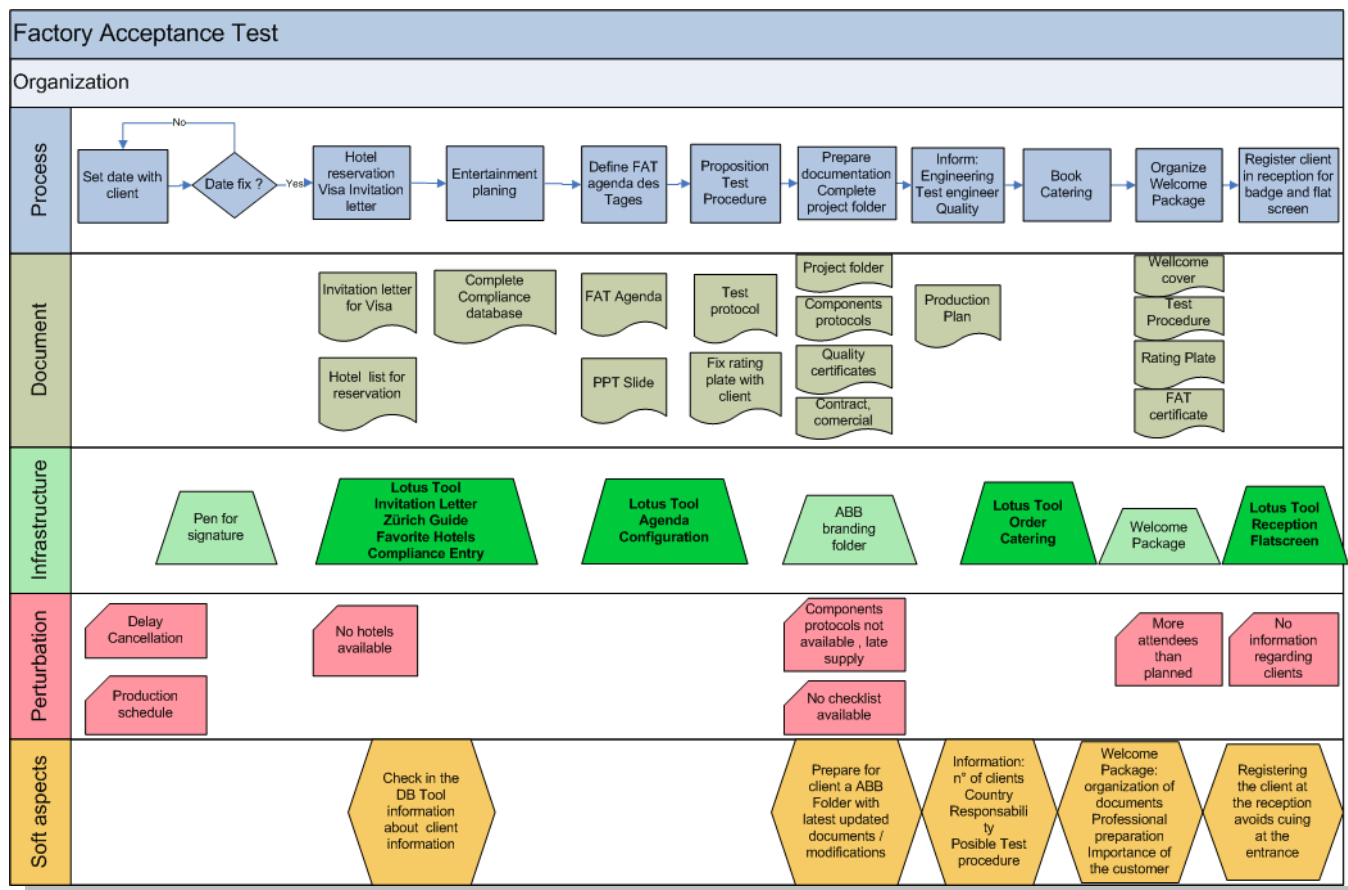 Factory Acceptance Test
Organization
Process
Set date with
client
No
Date fix ?
Yes
Hotel
reservation
Visa Invitation
letter
Entertainment
planing
Define FAT
agenda des
Tages
Proposition
Test
Procedure
Prepare
documentation
Complete
project folder
Inform:
Engineering
Test engineer
Quality
Book
Catering
Organize
Welcome
Package
Register client
in reception for
badge and flat
screen
Document
Invitation letter
for Visa
Hotel list for
reservation
Complete
Compliance
database
FAT Agenda
PPT Slide
Test
protocol
Fix rating
plate with
client
Project folder
Components
protocols
Quality
certificates
Contract,
comercial
Production
Plan
Wellcome
cover
Test
Procedure
Rating Plate
FAT
certificate
Infrastructure
Pen for
signature
Lotus Tool
Invitation Letter
Zürich Guide
Favorite Hotels
Compliance Entry
Lotus Tool
Agenda
Configuration
ABB
branding
folder
Lotus Tool
Order
Catering
Welcome
Package
Lotus Tool
Reception
Flatscreen
Perturbation
Delay
Cancellation
Production
schedule
No hotels
available
Components
protocols not
available , late
supply
No checklist
available
More
attendees
than
planned
No
information
regarding
clients
Soft aspects
Check in the
DB Tool
information
about client
information
Prepare for
client a ABB
Folder with
latest updated
documents /
modifications
Information:
n° of clients
Country
Responsabili
ty
Posible Test
procedure
Welcome
Package:
organization of
documents
Professional
preparation
Importance of
the customer
Registering
the client at
the reception
avoids cuing
at the
entrance